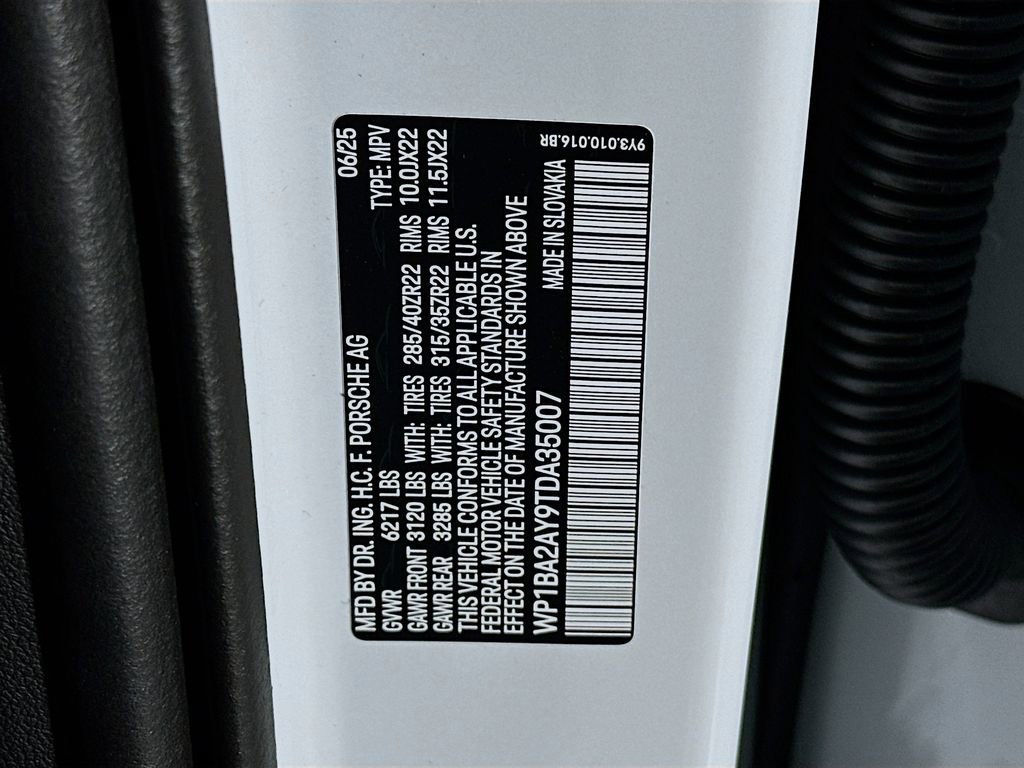 MFD BY DR. ING. H.C. F. PORSCHE AG 06/25
GVWR 6217 LBS TYPE: MPV
GAWR FRONT 3120 LBS WITH: TIRES 285/40ZR22 RIMS 10.0JX22
GAWR REAR 3285 LBS WITH: TIRES 315/35ZR22 RIMS 11.5JX22
THIS VEHICLE CONFORMS TO ALL APPLICABLE U.S.
FEDERAL MOTOR VEHICLE SAFETY STANDARDS IN
EFFECT ON THE DATE OF MANUFACTURE SHOWN ABOVE
WP1BA2AY9TDA35007 MADE IN SLOVAKIA
9Y3.010.016.BR